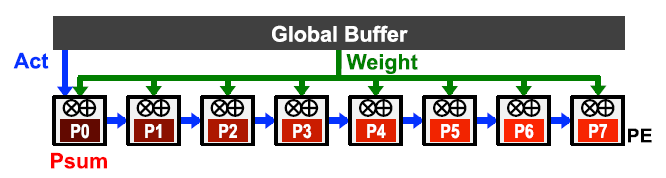 Global Buffer
Act
Weight
P0 P1 P2 P3 P4 P5 P6 P7
PE
Psum